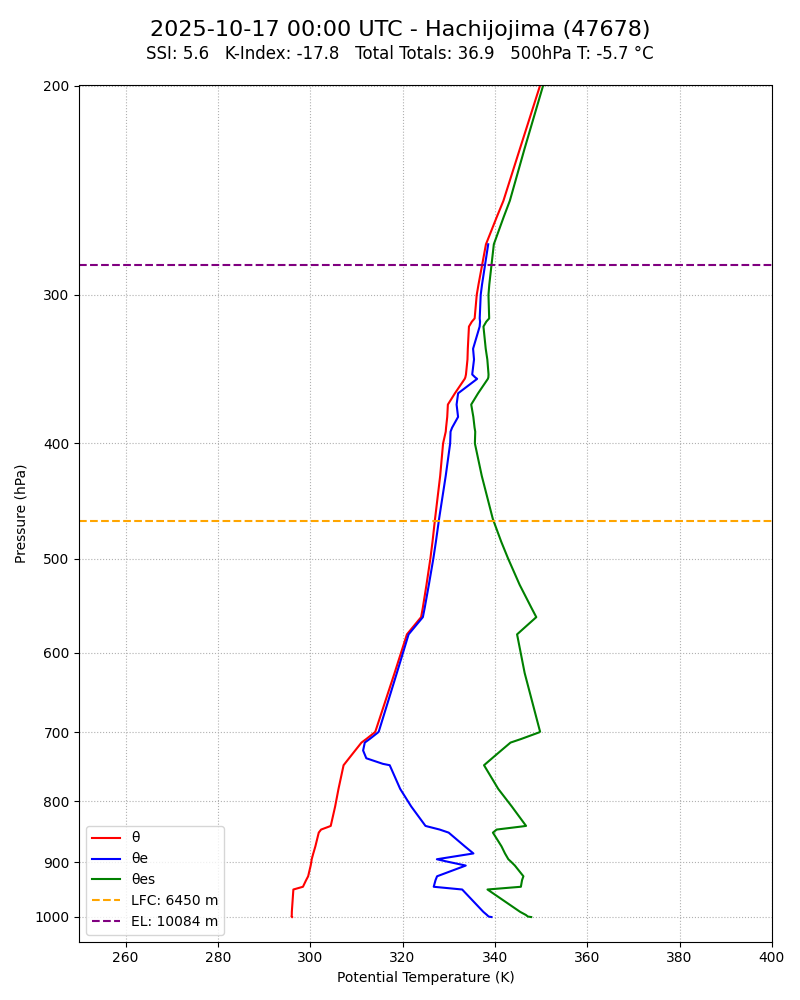 2025-10-17 00:00 UTC - Hachijojima (47678)
SSI: 5.6   K-Index: -17.8   Total Totals: 36.9   500hPa T: -5.7 °C
200
300
400
500
600
700
800
900
1000
Pressure (hPa)
θ
θe
θes
LFC: 6450 m
EL: 10084 m
260 280 300 320 340 360 380 400
Potential Temperature (K)